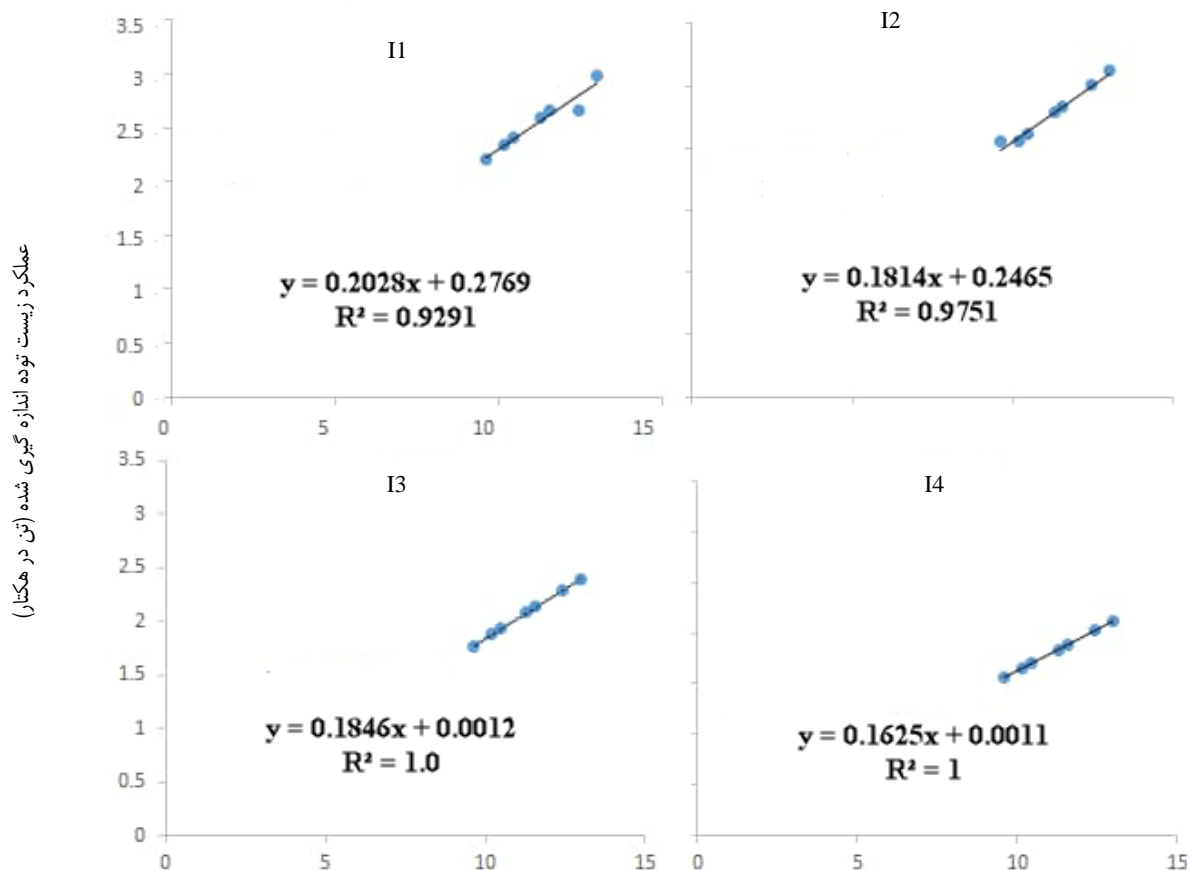 عملکرد زیست توده اندازه گیری شده (تن در هکتار)
I1
3.5
3
2.5
2
1.5
1
0.5
0
y = 0.2028x + 0.2769
R² = 0.9291
0 5 10 15
I2
y = 0.1814x + 0.2465
R² = 0.9751
I3
3.5
3
2.5
2
1.5
1
0.5
0
y = 0.1846x + 0.0012
R² = 1.0
0 5 10 15
I4
y = 0.1625x + 0.0011
R² = 1
0 5 10 15